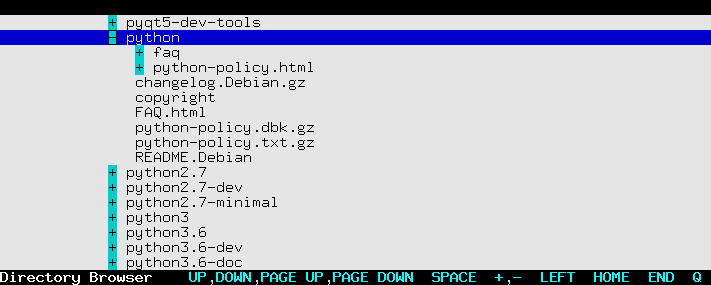 + pyqt5-dev-tools
- python
+ faq
+ python-policy.html
changelog.Debian.gz
copyright
FAQ.html
python-policy.dbk.gz
python-policy.txt.gz
README.Debian
+ python2.7
+ python2.7-dev
+ python2.7-minimal
+ python3
+ python3.6
+ python3.6-dev
+ python3.6-doc
Directory Browser UP,DOWN,PAGE UP,PAGE DOWN SPACE +,- LEFT HOME END Q